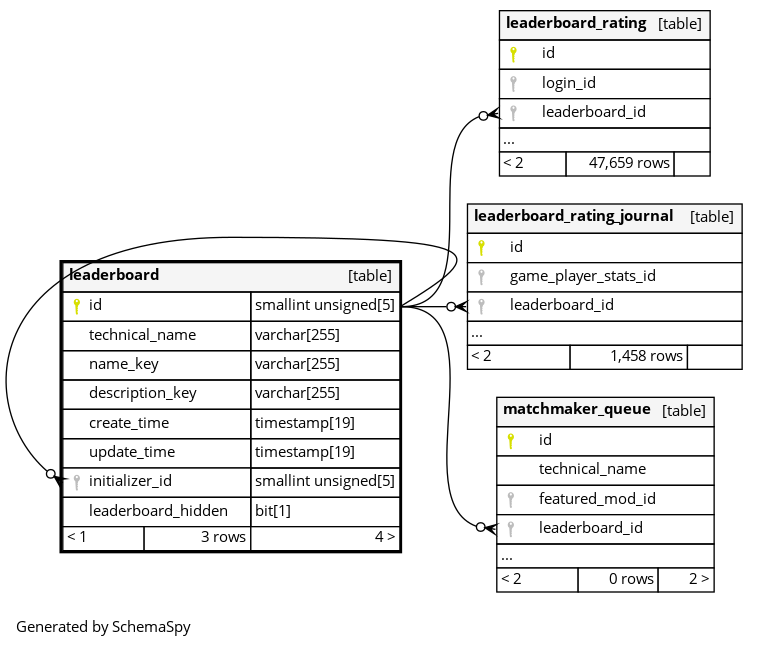 leaderboard_rating [table]
id
login_id
leaderboard_id
...
< 2 47,659 rows
leaderboard_rating_journal [table]
id
game_player_stats_id
leaderboard_id
...
< 2 1,458 rows
leaderboard [table]
id smallint unsigned[5]
technical_name varchar[255]
name_key varchar[255]
description_key varchar[255]
create_time timestamp[19]
update_time timestamp[19]
initializer_id smallint unsigned[5]
leaderboard_hidden bit[1]
< 1 3 rows 4 >
matchmaker_queue [table]
id
technical_name
featured_mod_id
leaderboard_id
...
< 2 0 rows 2 >
Generated by SchemaSpy